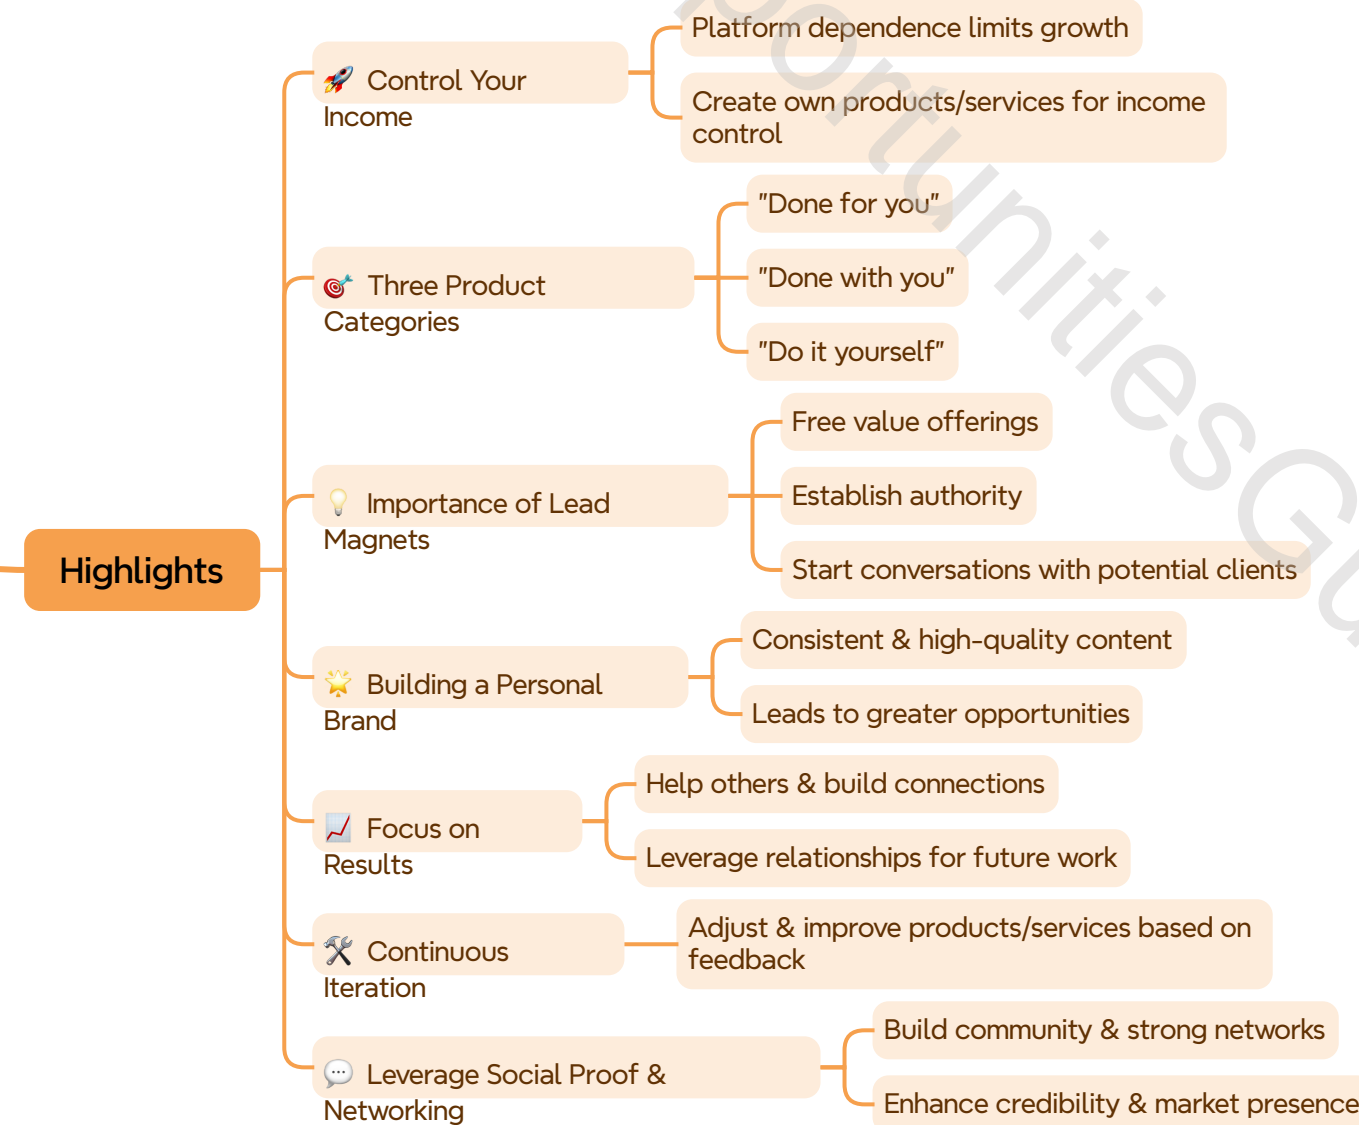 Highlights
🚀 Control Your
Income
Platform dependence limits growth
Create own products/services for income
control
🎯 Three Product
Categories
"Done for you"
"Done with you"
"Do it yourself"
💡 Importance of Lead
Magnets
Free value offerings
Establish authority
Start conversations with potential clients
🌟 Building a Personal
Brand
Consistent & high-quality content
Leads to greater opportunities
📈 Focus on
Results
Help others & build connections
Leverage relationships for future work
🛠 Continuous
Iteration
Adjust & improve products/services based on
feedback
💬 Leverage Social Proof &
Networking
Build community & strong networks
Enhance credibility & market presence